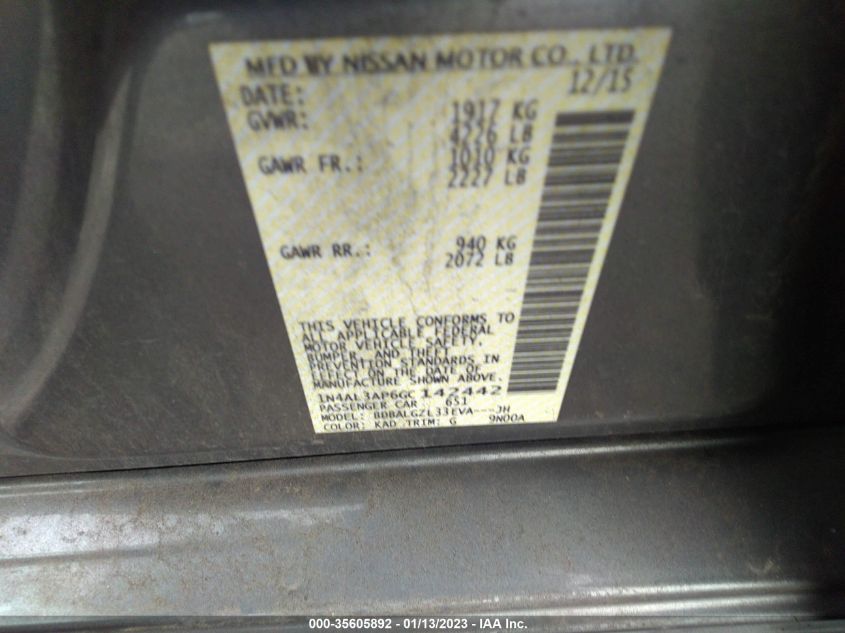 MFD BY NISSAN MOTOR CO., LTD.
DATE: 12/15
GVWR: 1917 KG
4226 LB
GAWR FR.: 1010 KG
2227 LB
GAWR RR.: 940 KG
2072 LB
THIS VEHICLE CONFORMS TO
ALL APPLICABLE FEDERAL
MOTOR VEHICLE SAFETY,
BUMPER, AND THEFT
PREVENTION STANDARDS IN
EFFECT ON THE DATE OF
MANUFACTURE SHOWN ABOVE.
1N4AL3AP6GC142442
PASSENGER CAR 6S1
MODEL: BDBALGZL33EVA---JH
COLOR: KAD TRIM: G 9N00A
000-35605892 - 01/13/2023 - IAA Inc.